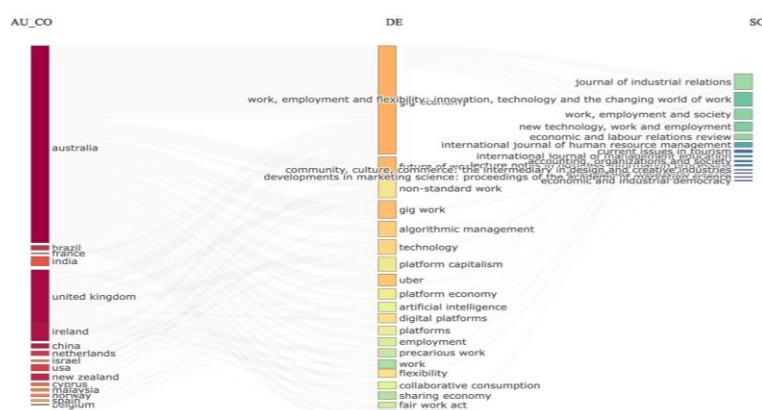 AU_CO
DE
SC
australia
brazil
france
india
united kingdom
ireland
china
netherlands
israel
usa
new zealand
cyprus
malaysia
norway
spain
belgium
gig economy
future of work
non-standard work
gig work
algorithmic management
technology
platform capitalism
uber
platform economy
artificial intelligence
digital platforms
platforms
employment
precarious work
work
flexibility
collaborative consumption
sharing economy
fair work act
journal of industrial relations
work, employment and flexibility: innovation, technology and the changing world of work
work, employment and society
new technology, work and employment
economic and labour relations review
international journal of human resource management
current issues in tourism
international journal of management education
accounting, organizations and society
community, culture, commerce: the intermediary in design and creative industries
developments in marketing science: proceedings of the academy of marketing science
economic and industrial democracy